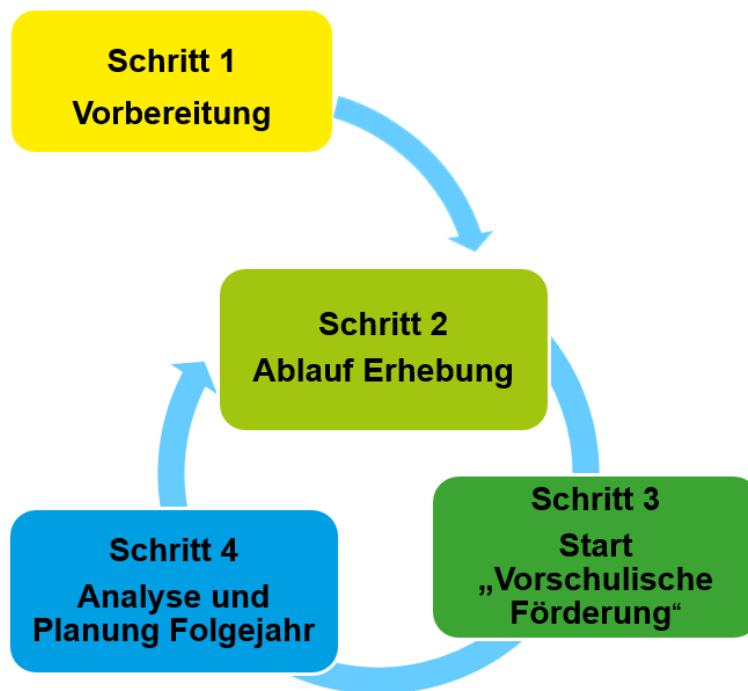 Schritt 1
Vorbereitung
Schritt 2
Ablauf Erhebung
Schritt 3
Start
„Vorschulische
Förderung“
Schritt 4
Analyse und
Planung Folgejahr